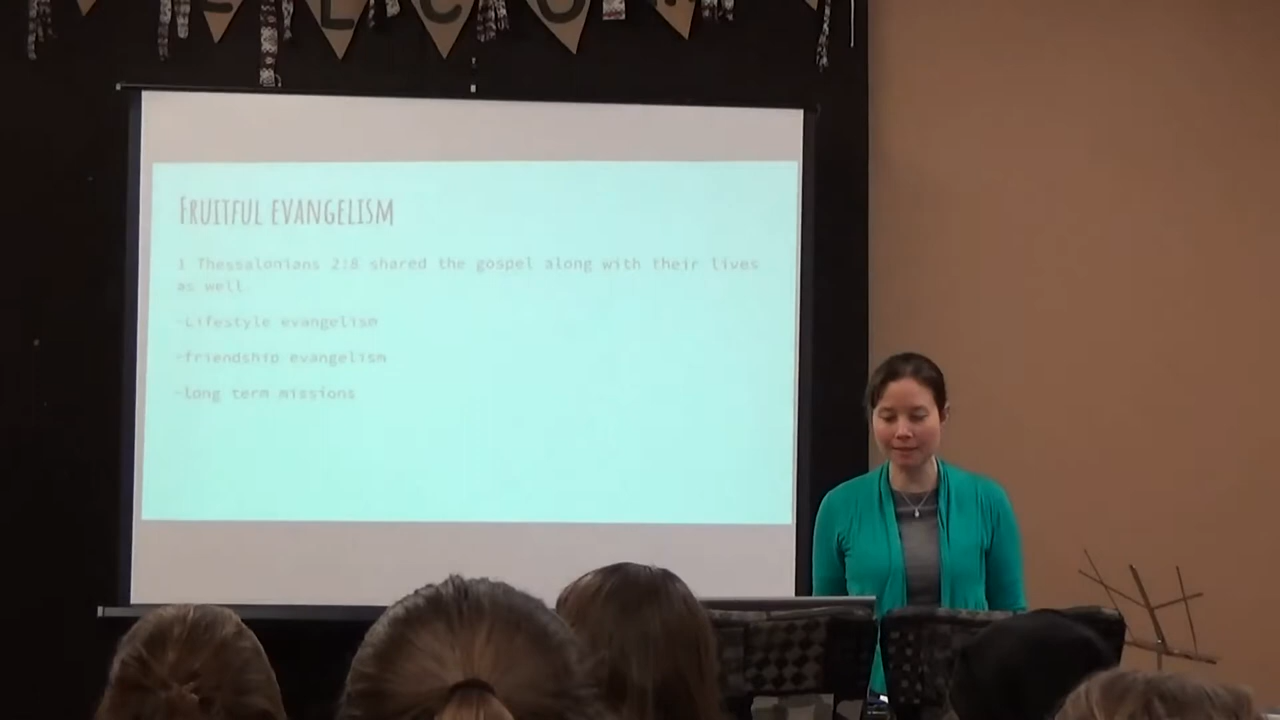 ELCO
FRUITFUL EVANGELISM
1 Thessalonians 2:8 shared the gospel along with their lives
as well
-Lifestyle evangelism
-friendship evangelism
-long term missions